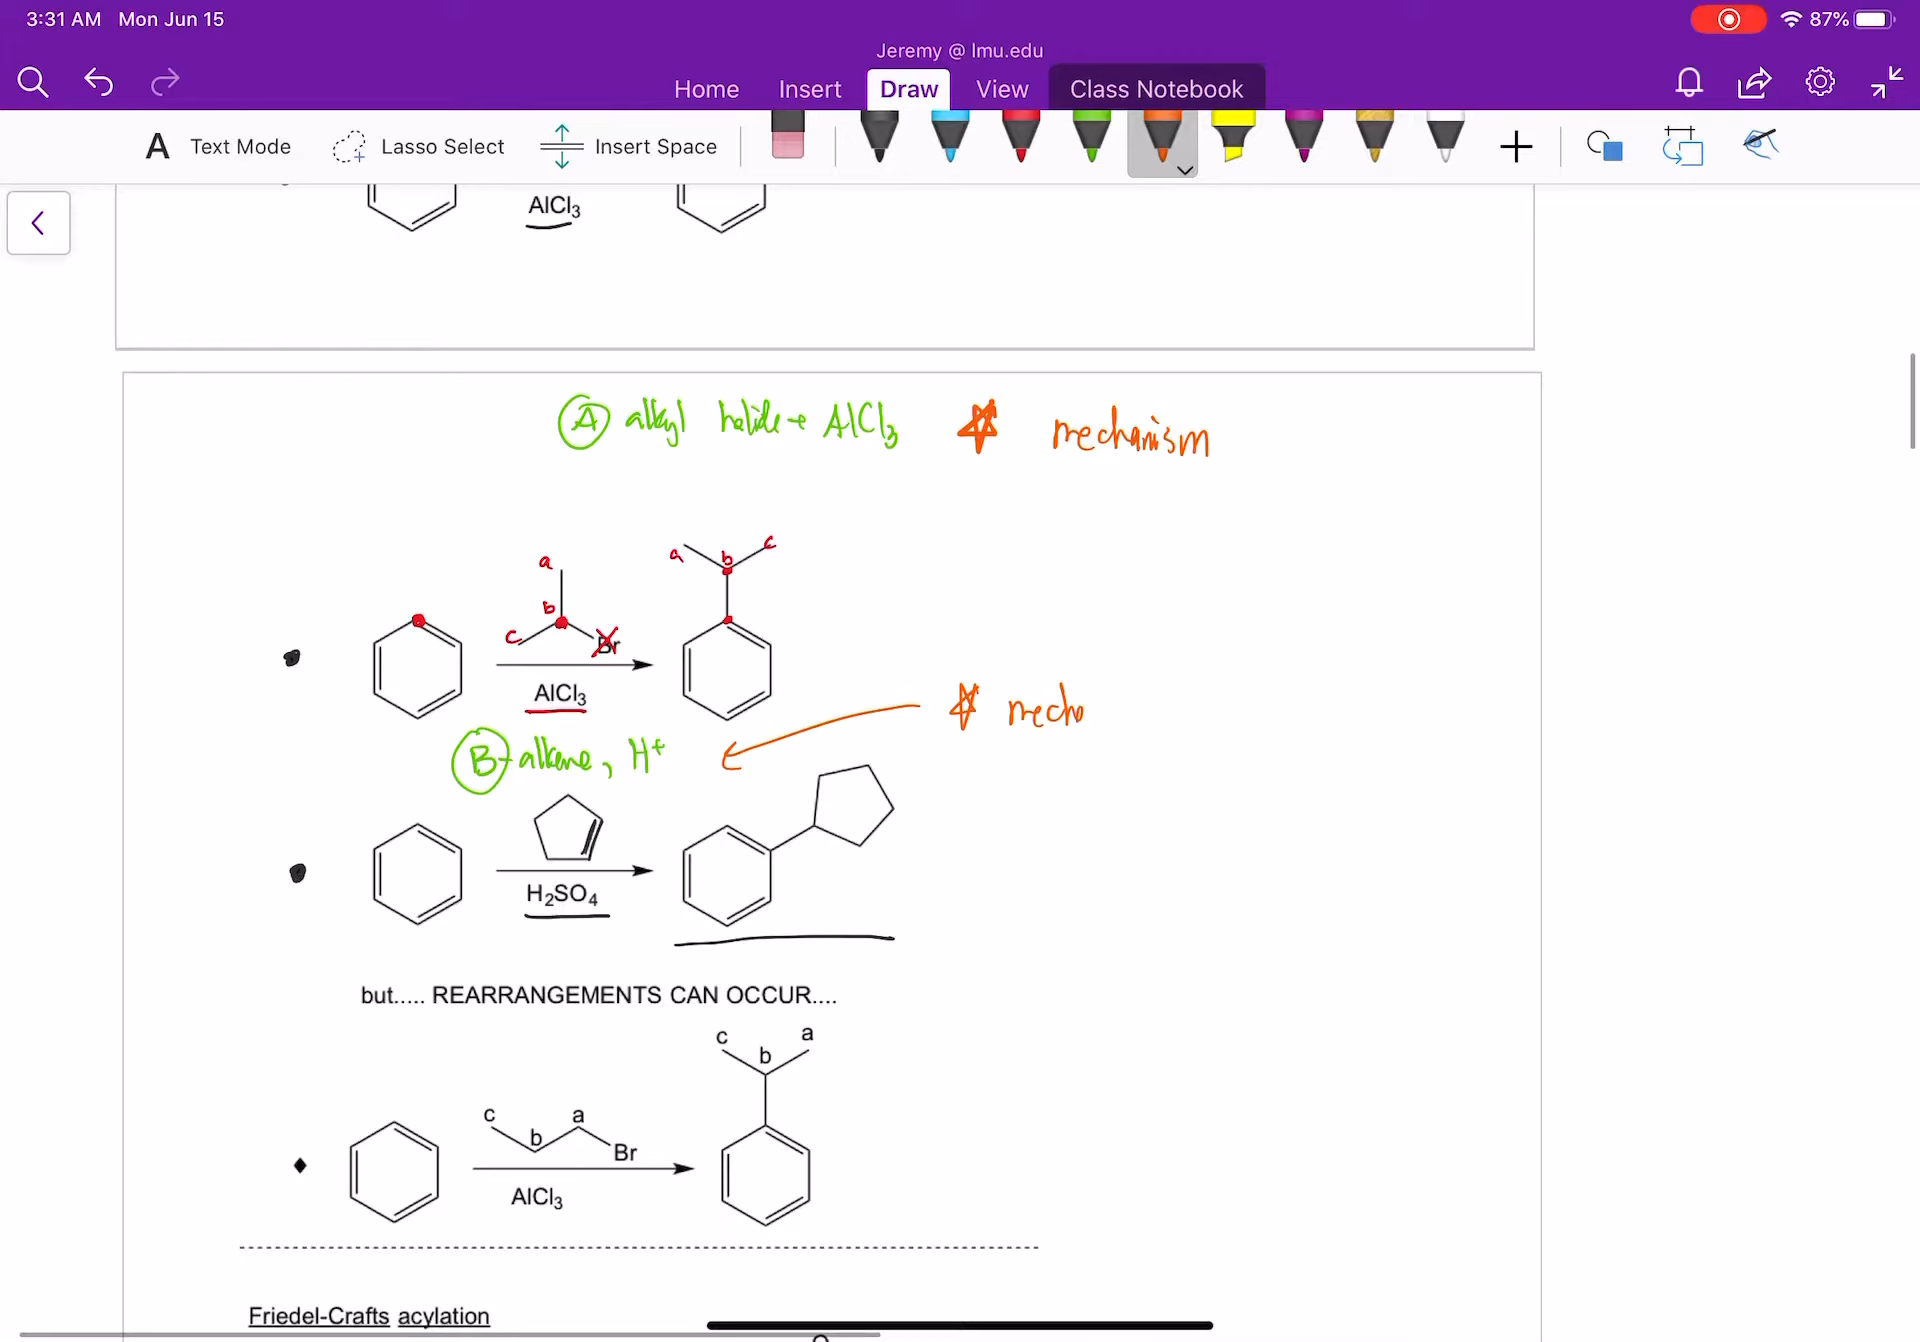 3:31 AM Mon Jun 15
87%
Jeremy @ lmu.edu
Home Insert Draw View Class Notebook
A Text Mode Lasso Select Insert Space
AlCl₃
A alkyl halide + AlCl₃ mechanism
a
b
c
Br
AlCl₃
a b c
mecha
B alkene, H⁺
H₂SO₄
but..... REARRANGEMENTS CAN OCCUR....
c b a
c b a
Br
AlCl₃
Friedel-Crafts acylation